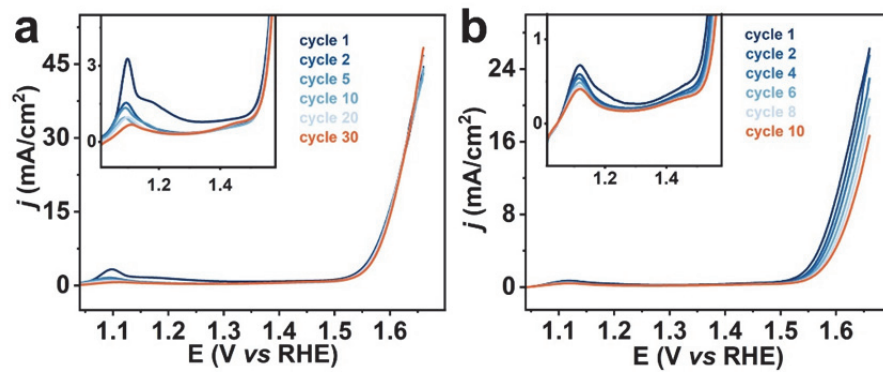 a
j (mA/cm²)
45
30
15
0
3
0
1.2
1.4
cycle 1
cycle 2
cycle 5
cycle 10
cycle 20
cycle 30
1.1
1.2
1.3
1.4
1.5
1.6
E (V vs RHE)
b
j (mA/cm²)
24
16
8
0
1
0
1.2
1.4
cycle 1
cycle 2
cycle 4
cycle 6
cycle 8
cycle 10
1.1
1.2
1.3
1.4
1.5
1.6
E (V vs RHE)